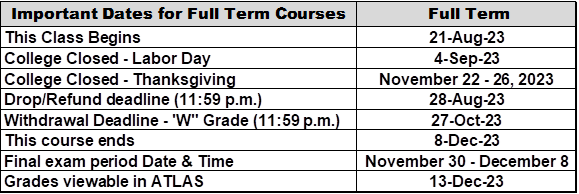 Important Dates for Full Term Courses Full Term
This Class Begins 21-Aug-23
College Closed - Labor Day 4-Sep-23
College Closed - Thanksgiving November 22 - 26, 2023
Drop/Refund deadline (11:59 p.m.) 28-Aug-23
Withdrawal Deadline - 'W" Grade (11:59 p.m.) 27-Oct-23
This course ends 8-Dec-23
Final exam period Date & Time November 30 - December 8
Grades viewable in ATLAS 13-Dec-23